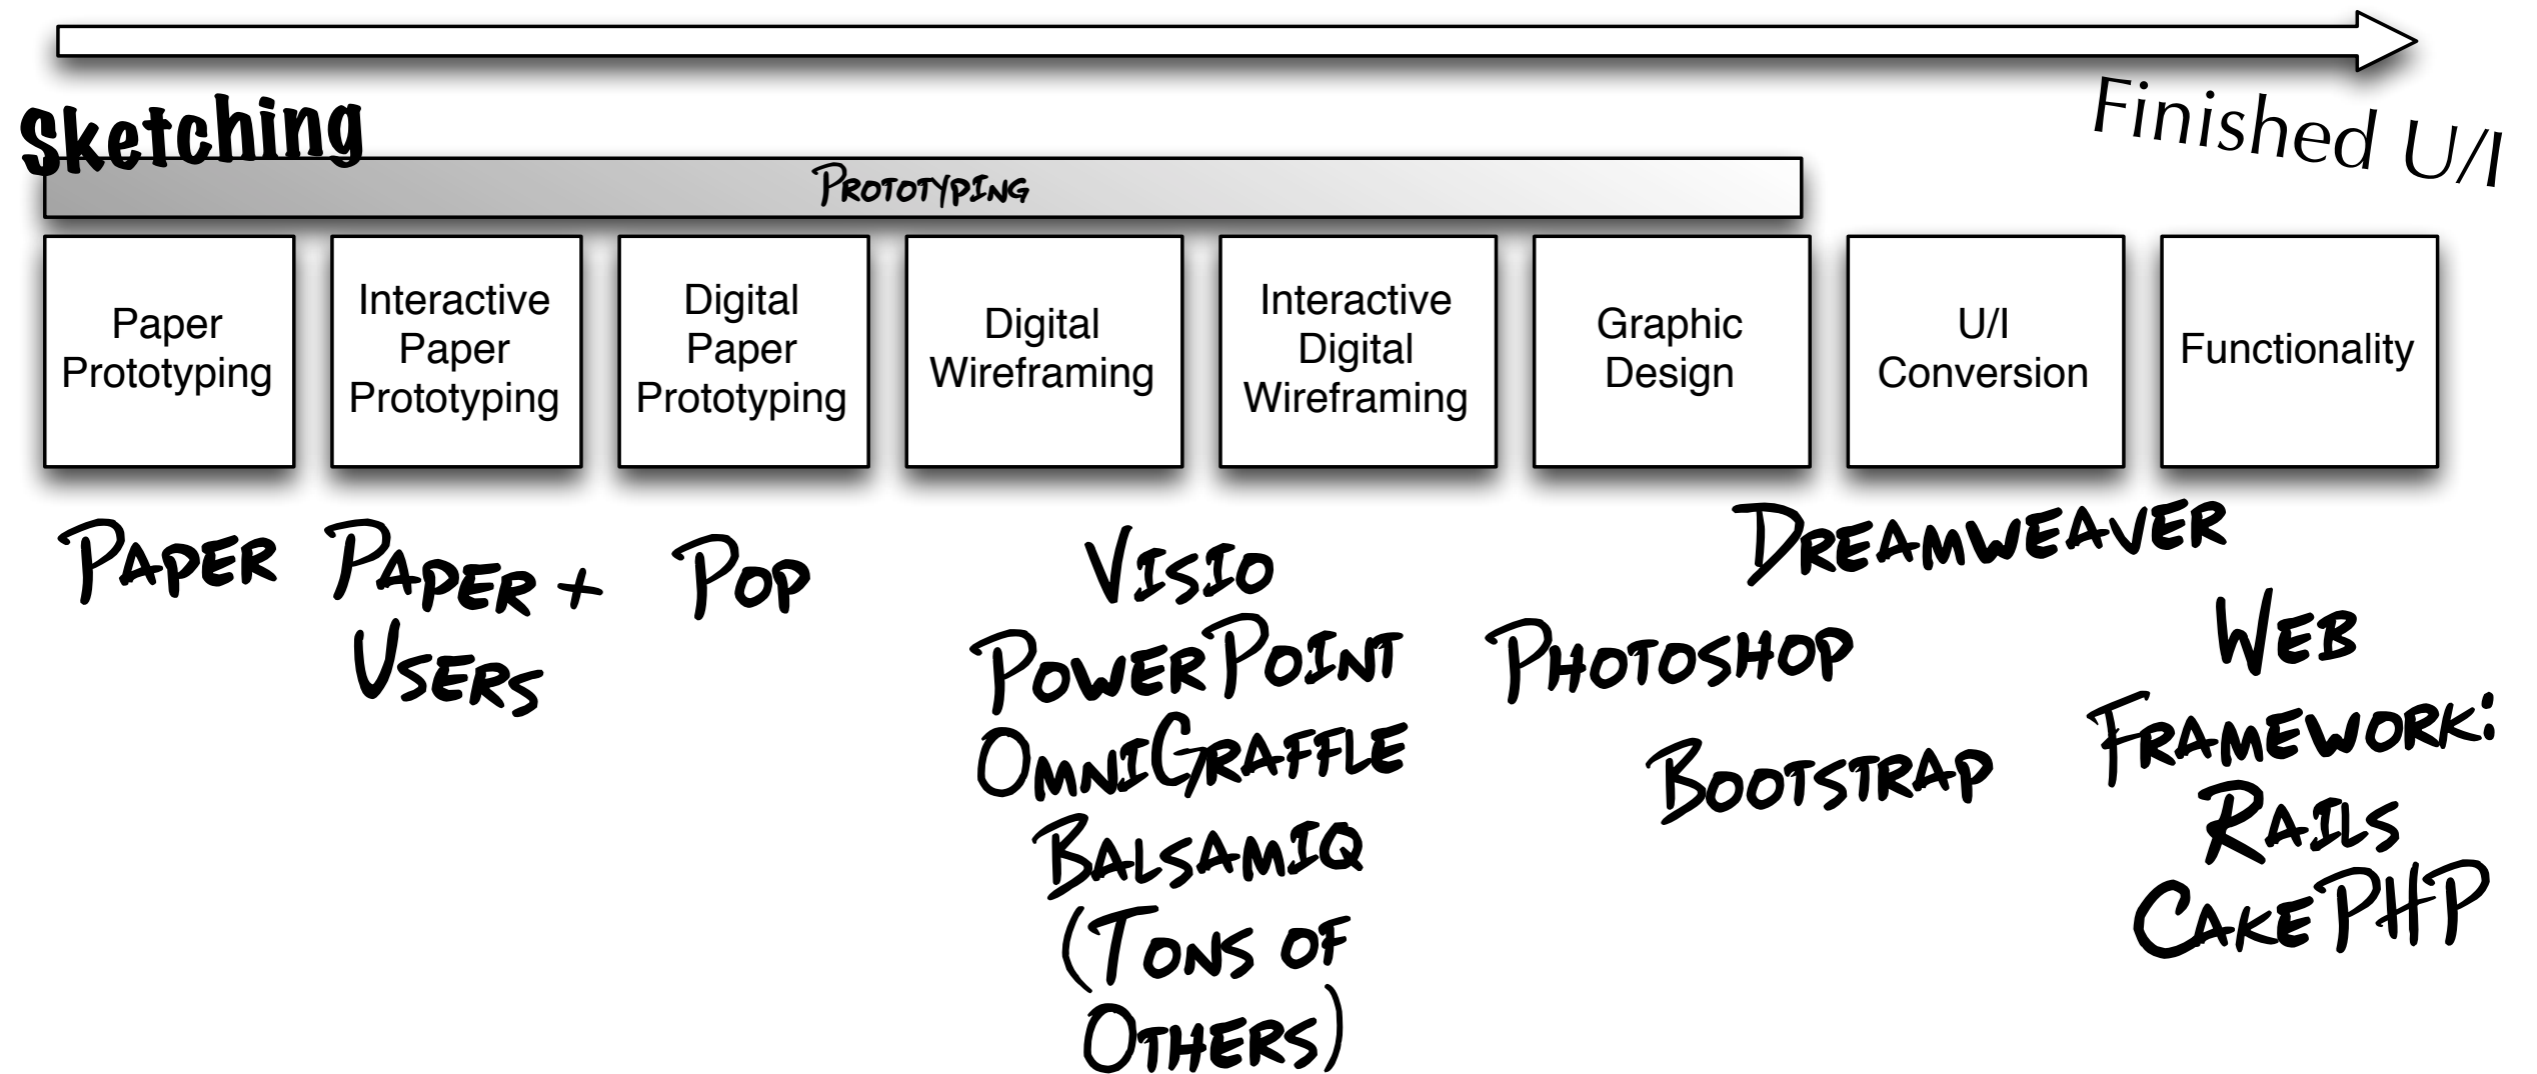 Sketching
Finished U/I
Prototyping
Paper
Prototyping
Interactive
Paper
Prototyping
Digital
Paper
Prototyping
Digital
Wireframing
Interactive
Digital
Wireframing
Graphic
Design
U/I
Conversion
Functionality
Paper
Paper +
Users
Pop
Visio
PowerPoint
OmniGraffle
Balsamiq
(Tons of
Others)
Dreamweaver
Photoshop
Bootstrap
Web
Framework:
Rails
CakePHP